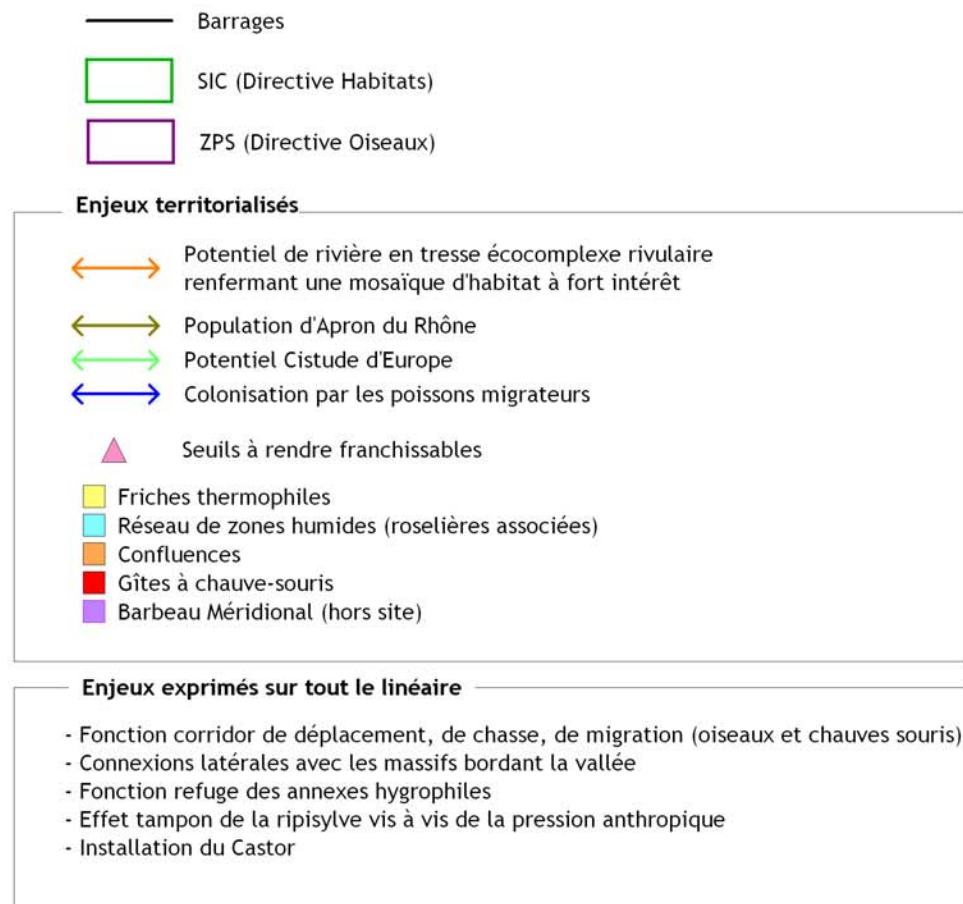 Barrages
SIC (Directive Habitats)
ZPS (Directive Oiseaux)
Enjeux territorialisés
Potentiel de rivière en tresse écocomplexe rivulaire
renfermant une mosaïque d'habitat à fort intérêt
Population d'Apron du Rhône
Potentiel Cistude d'Europe
Colonisation par les poissons migrateurs
Seuils à rendre franchissables
Friches thermophiles
Réseau de zones humides (roselières associées)
Confluences
Gîtes à chauve-souris
Barbeau Méridional (hors site)
Enjeux exprimés sur tout le linéaire
- Fonction corridor de déplacement, de chasse, de migration (oiseaux et chauves souris)
- Connexions latérales avec les massifs bordant la vallée
- Fonction refuge des annexes hygrophiles
- Effet tampon de la ripisylve vis à vis de la pression anthropique
- Installation du Castor